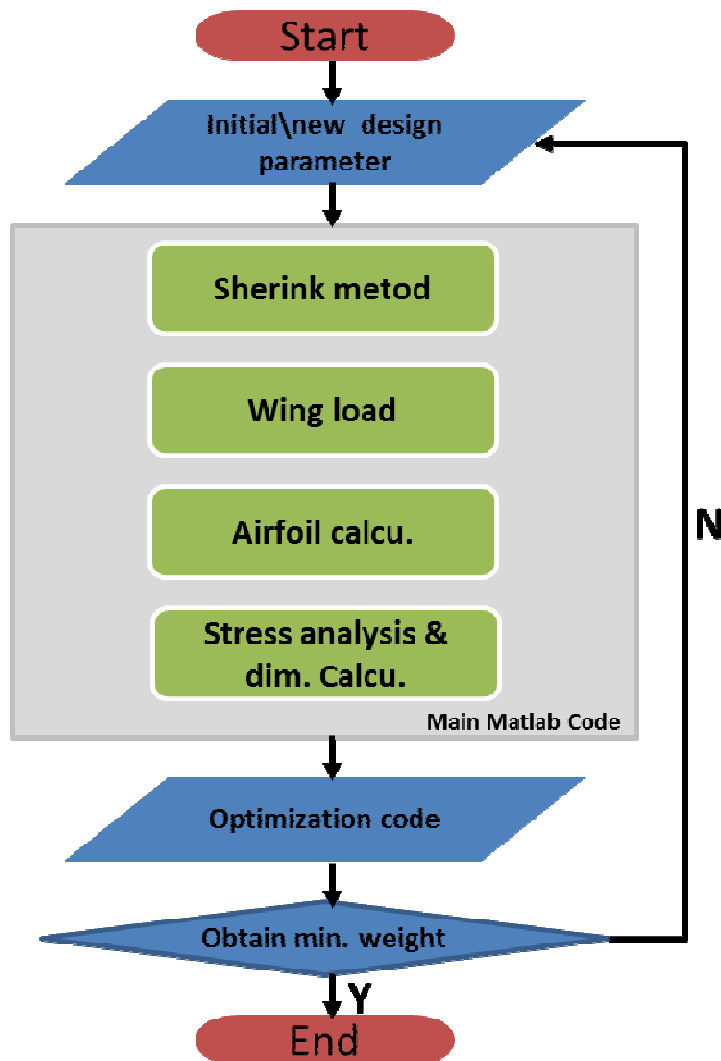 Start
Initial\new design
parameter
Sherink metod
Wing load
Airfoil calcu.
Stress analysis &
dim. Calcu.
Main Matlab Code
N
Optimization code
Obtain min. weight
Y
End